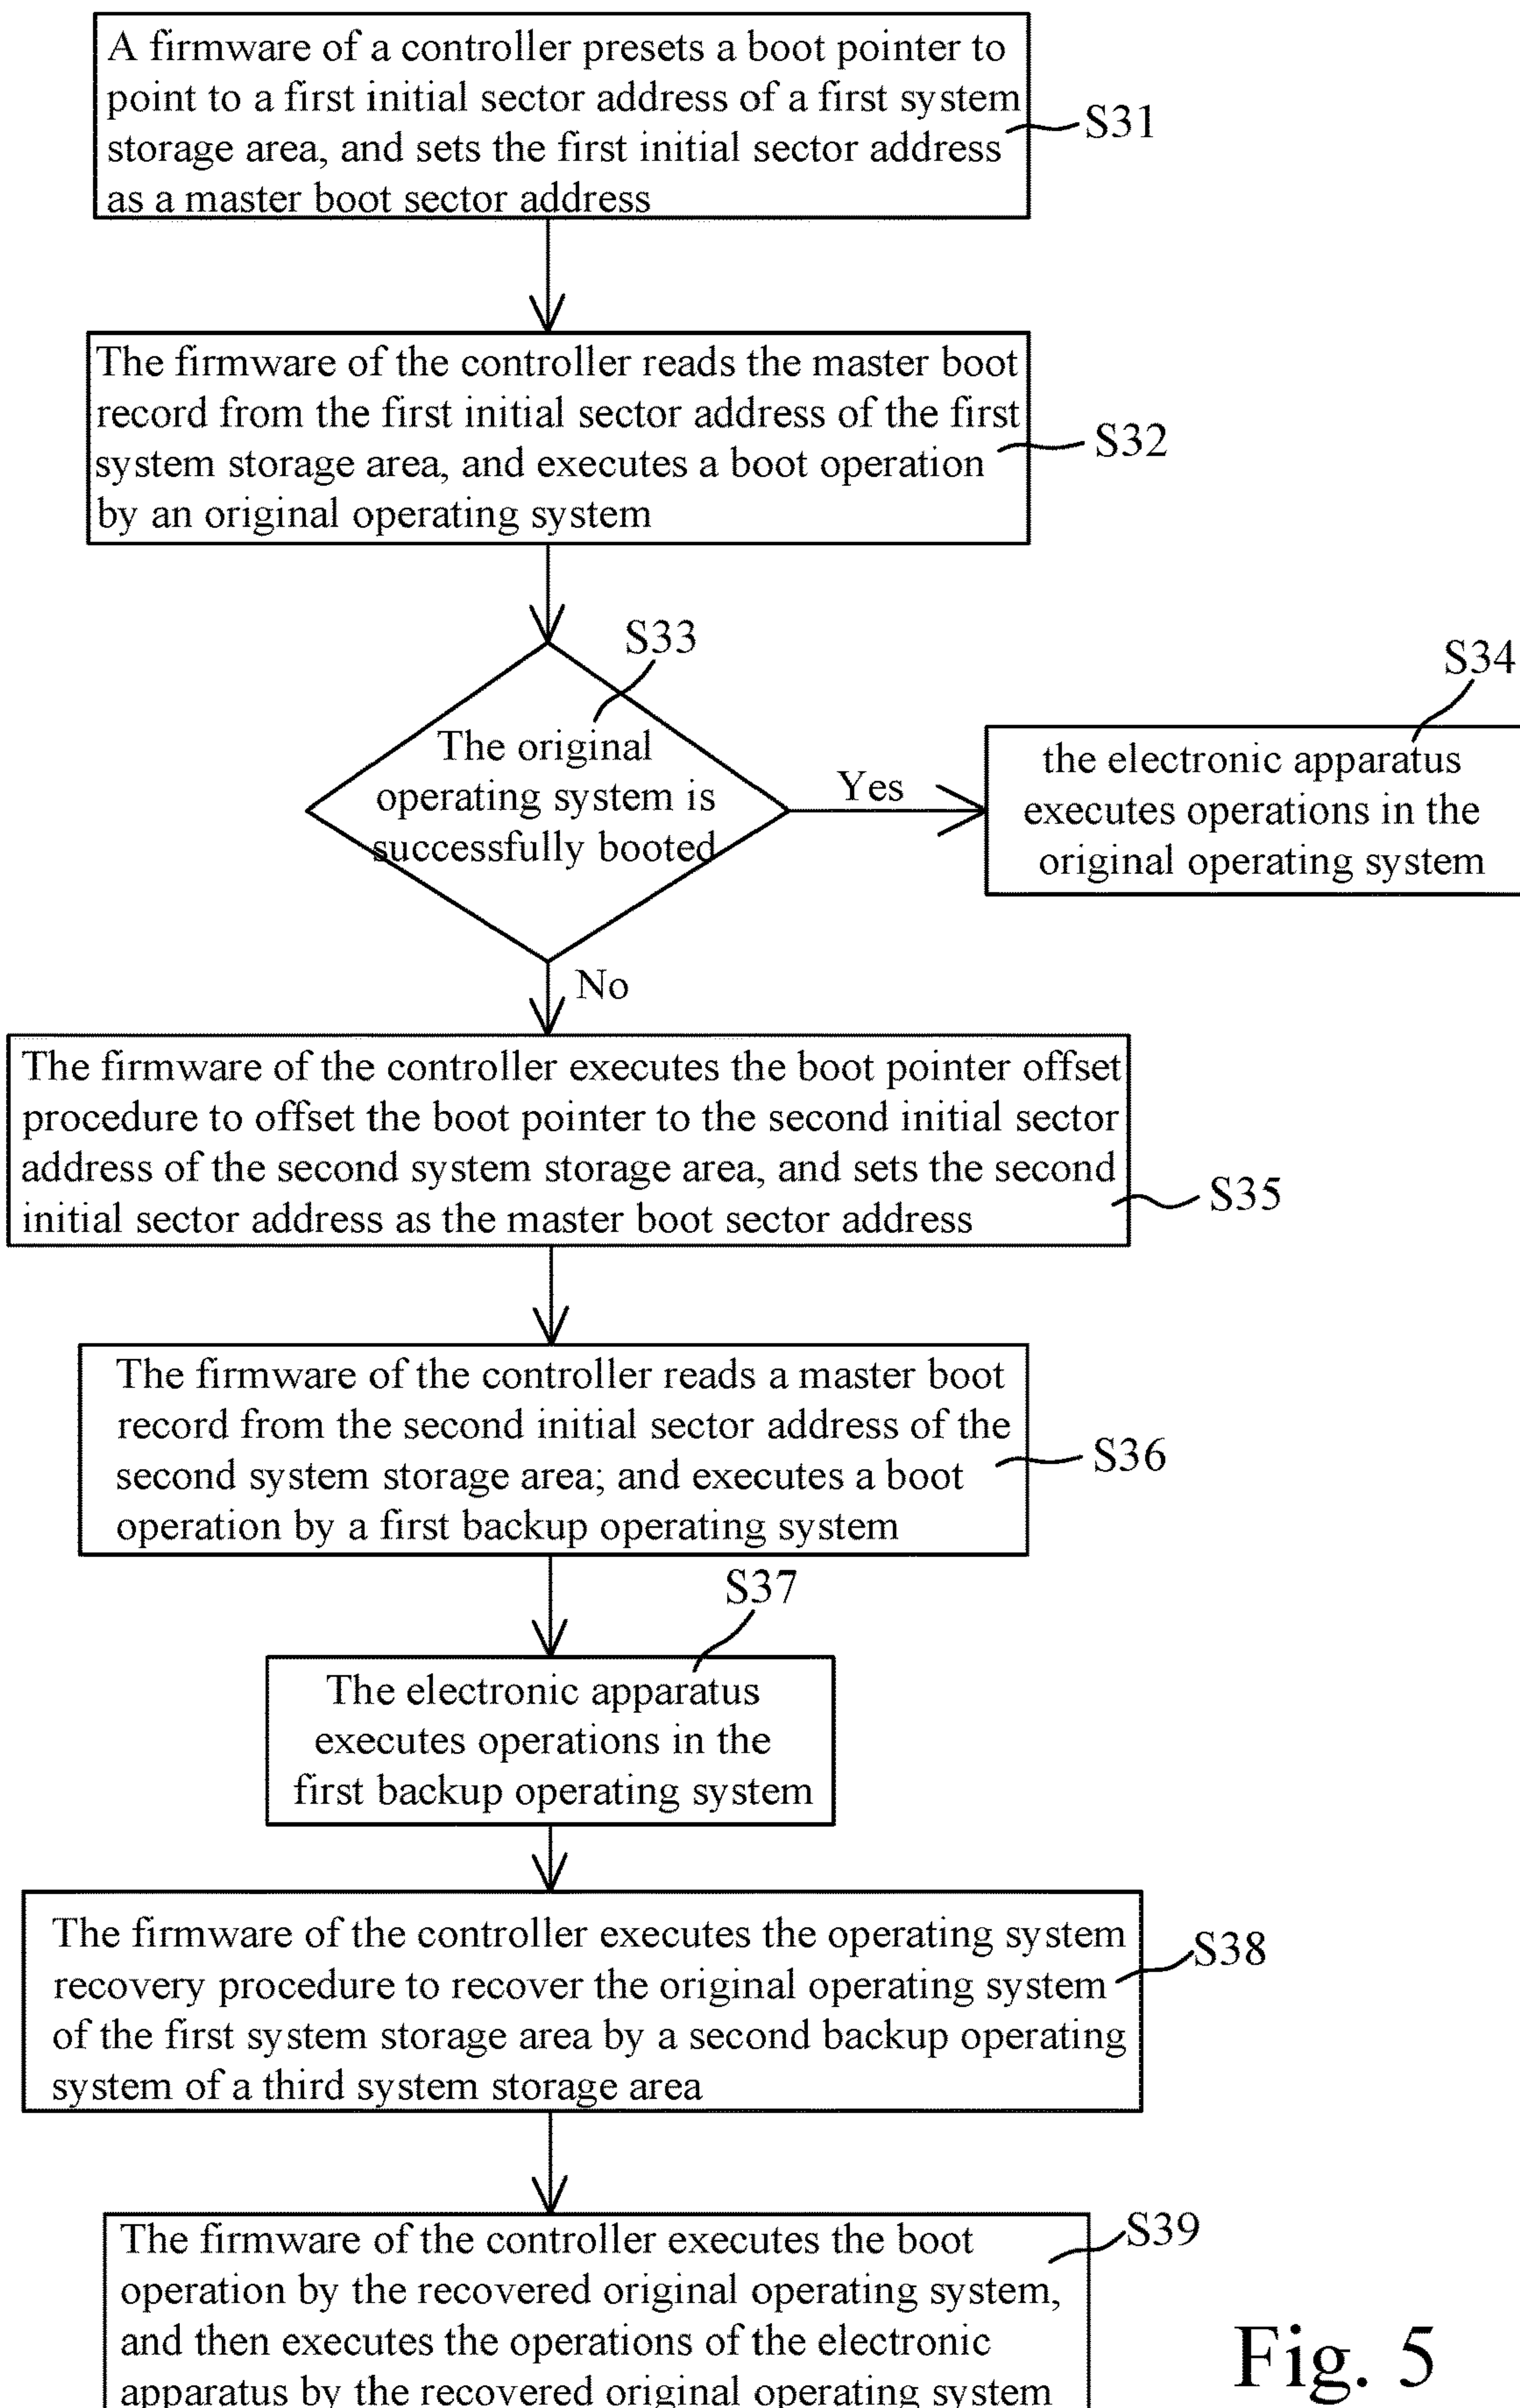 A firmware of a controller presets a boot pointer to
point to a first initial sector address of a first system
storage area, and sets the first initial sector address
as a master boot sector address
S31
The firmware of the controller reads the master boot
record from the first initial sector address of the first
system storage area, and executes a boot operation
by an original operating system
S32
S33
The original
operating system is
successfully booted
Yes
S34
the electronic apparatus
executes operations in the
original operating system
No
The firmware of the controller executes the boot pointer offset
procedure to offset the boot pointer to the second initial sector
address of the second system storage area, and sets the second
initial sector address as the master boot sector address
S35
The firmware of the controller reads a master boot
record from the second initial sector address of the
second system storage area; and executes a boot
operation by a first backup operating system
S36
S37
The electronic apparatus
executes operations in the
first backup operating system
The firmware of the controller executes the operating system
recovery procedure to recover the original operating system
of the first system storage area by a second backup operating
system of a third system storage area
S38
The firmware of the controller executes the boot
operation by the recovered original operating system,
and then executes the operations of the electronic
apparatus by the recovered original operating system
S39
Fig. 5